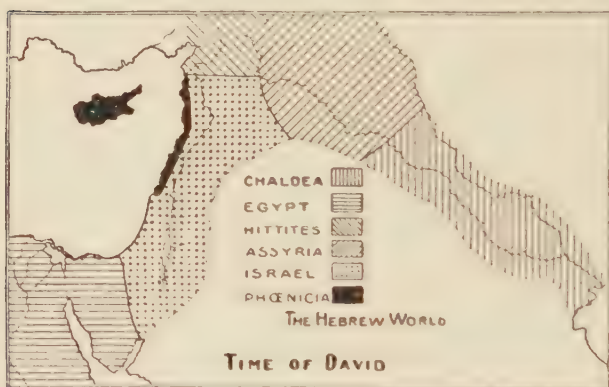 CHALDEA
EGYPT
HITTITES
ASSYRIA
ISRAEL
PHŒNICIA
THE HEBREW WORLD
TIME OF DAVID